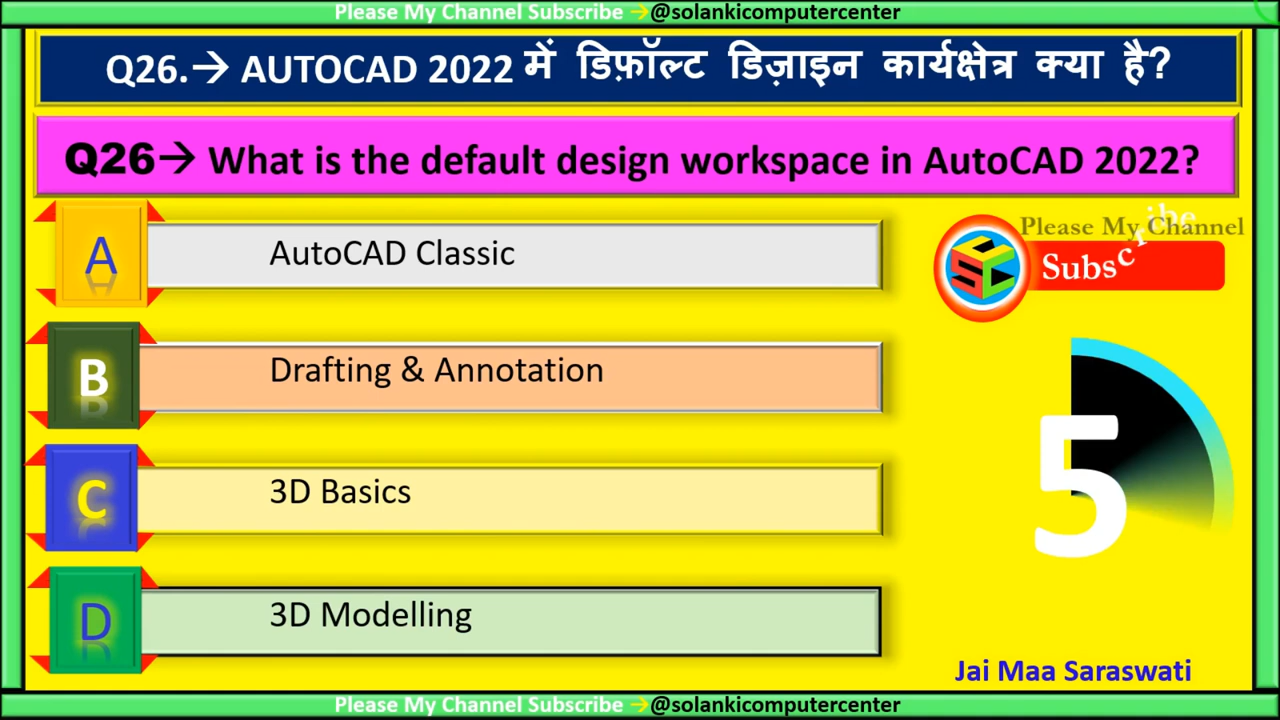 Please My Channel Subscribe →@solankicomputercenter
Q26.→ AUTOCAD 2022 में डिफ़ॉल्ट डिज़ाइन कार्यक्षेत्र क्या है?
Q26→ What is the default design workspace in AutoCAD 2022?
A AutoCAD Classic
Please My Channel
Subscribe
SCC
B Drafting & Annotation
5
C 3D Basics
D 3D Modelling
Jai Maa Saraswati
Please My Channel Subscribe →@solankicomputercenter